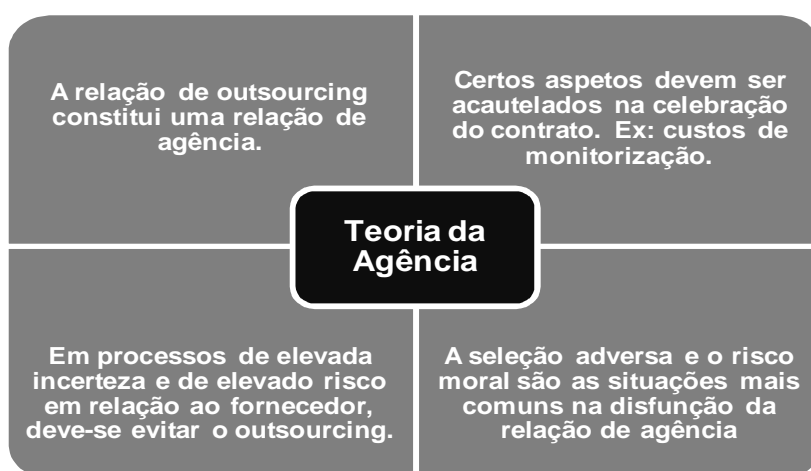 A relação de outsourcing
constitui uma relação de
agência.
Certos aspetos devem ser
acautelados na celebração
do contrato. Ex: custos de
monitorização.
Teoria da
Agência
Em processos de elevada
incerteza e de elevado risco
em relação ao fornecedor,
deve-se evitar o outsourcing.
A seleção adversa e o risco
moral são as situações mais
comuns na disfunção da
relação de agência